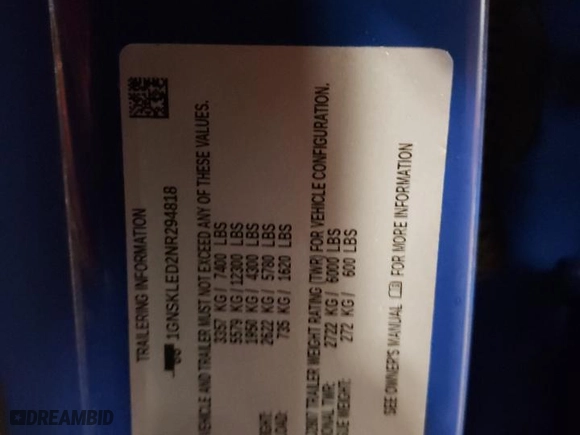 TRAILERING INFORMATION
1GNSKLED2NR294818
VEHICLE AND TRAILER MUST NOT EXCEED ANY OF THESE VALUES.
3357 KG / 7400 LBS
5579 KG / 12300 LBS
1950 KG / 4300 LBS
2622 KG / 5780 LBS
735 KG / 1620 LBS
TRAILER WEIGHT RATING (TWR) FOR VEHICLE CONFIGURATION.
TWR: 2722 KG / 6000 LBS
WEIGHT: 272 KG / 600 LBS
SEE OWNER'S MANUAL FOR MORE INFORMATION
DREAMBID